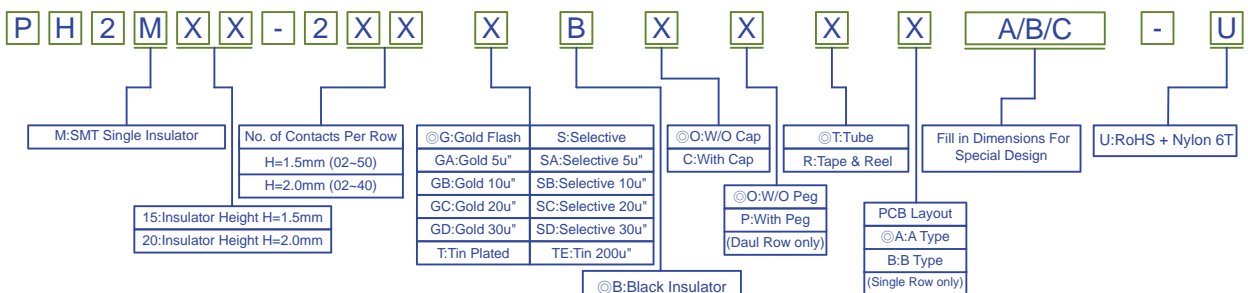 P H 2 M X X - 2 X X X B X X X X A/B/C - U
M:SMT Single Insulator
15:Insulator Height H=1.5mm
20:Insulator Height H=2.0mm
No. of Contacts Per Row
H=1.5mm (02~50)
H=2.0mm (02~40)
◎G:Gold Flash S:Selective
GA:Gold 5u" SA:Selective 5u"
GB:Gold 10u" SB:Selective 10u"
GC:Gold 20u" SC:Selective 20u"
GD:Gold 30u" SD:Selective 30u"
T:Tin Plated TE:Tin 200u"
◎B:Black Insulator
◎O:W/O Cap
C:With Cap
◎O:W/O Peg
P:With Peg
(Daul Row only)
◎T:Tube
R:Tape & Reel
PCB Layout
◎A:A Type
B:B Type
(Single Row only)
Fill in Dimensions For
Special Design
U:RoHS + Nylon 6T